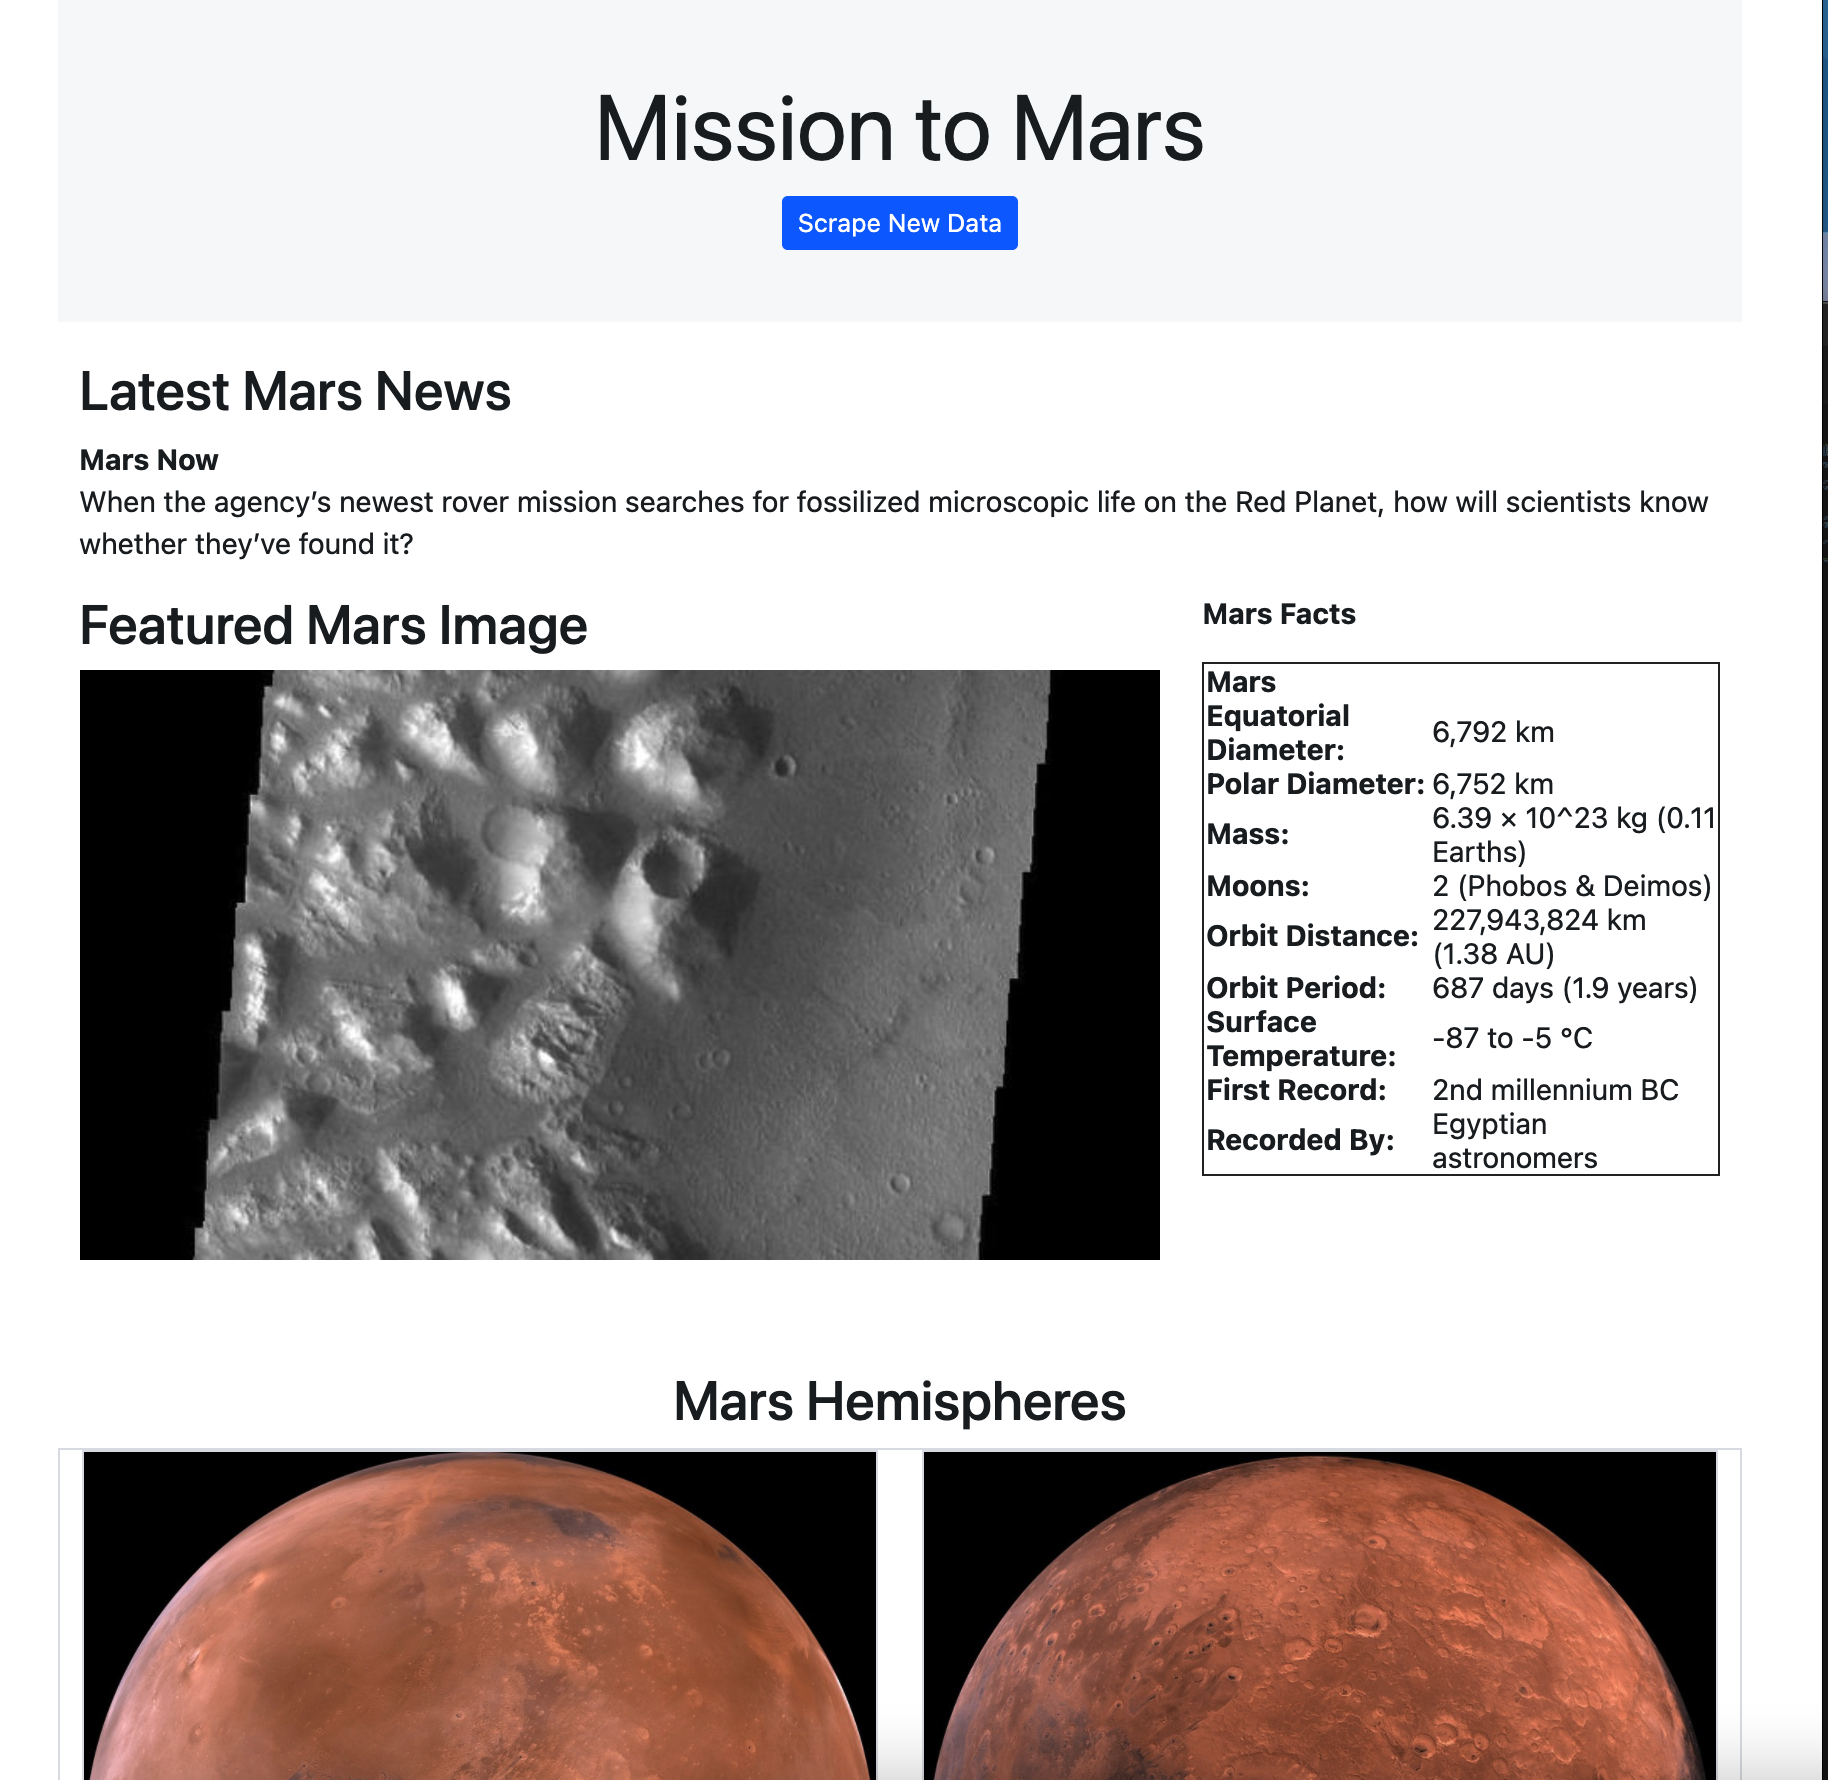 Mission to Mars
Scrape New Data
Latest Mars News
Mars Now
When the agency’s newest rover mission searches for fossilized microscopic life on the Red Planet, how will scientists know
whether they’ve found it?
Featured Mars Image
Mars Facts
Mars
Equatorial
Diameter:
6,792 km
Polar Diameter: 6,752 km
Mass:
6.39 × 10^23 kg (0.11
Earths)
Moons: 2 (Phobos & Deimos)
Orbit Distance:
227,943,824 km
(1.38 AU)
Orbit Period: 687 days (1.9 years)
Surface
Temperature:
-87 to -5 °C
First Record: 2nd millennium BC
Recorded By:
Egyptian
astronomers
Mars Hemispheres